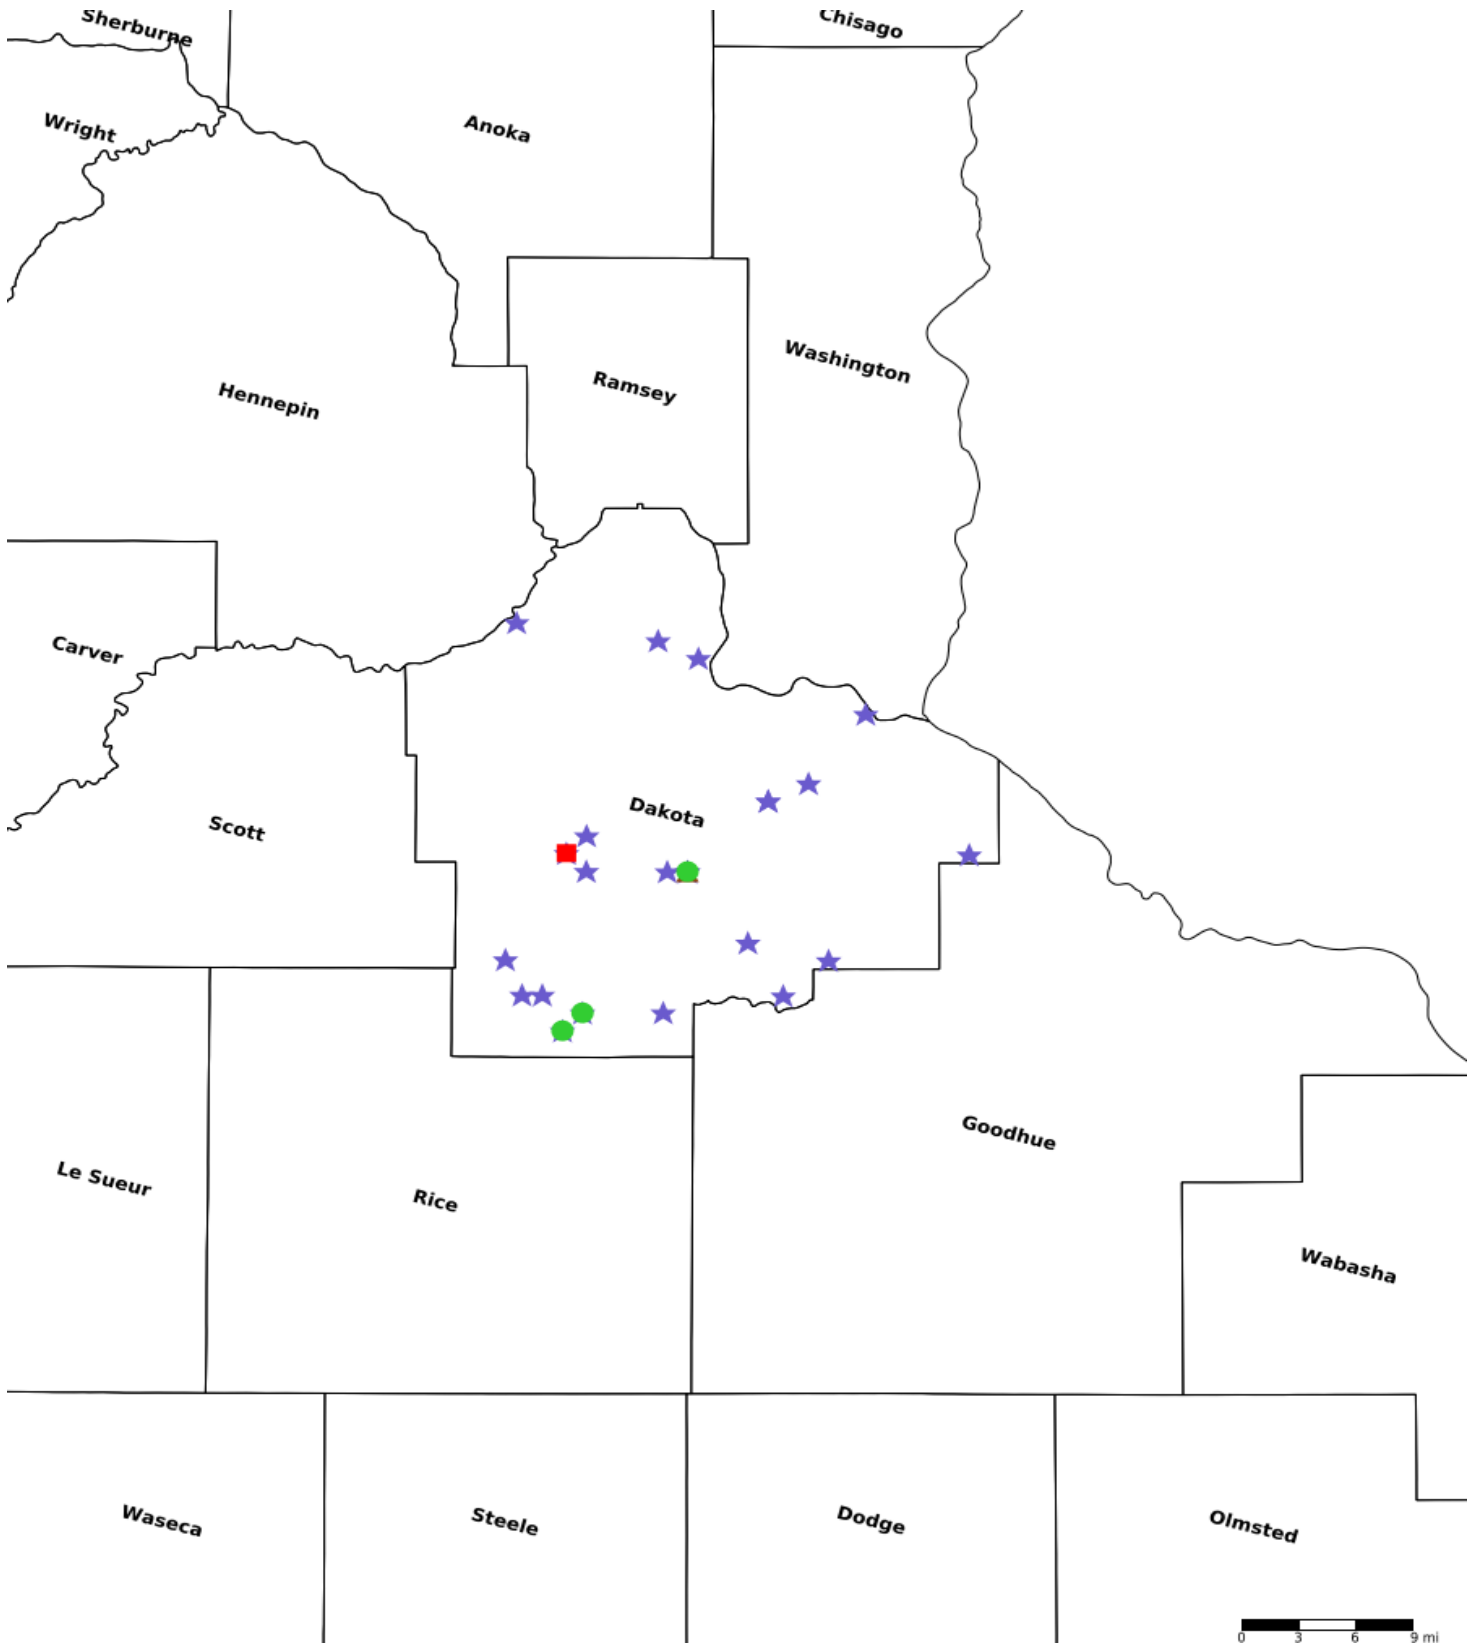 Sherburne
Chisago
Wright
Anoka
Washington
Ramsey
Hennepin
Carver
Dakota
Scott
Goodhue
Le Sueur
Rice
Wabasha
Waseca
Steele
Dodge
Olmsted
0 3 6 9 mi